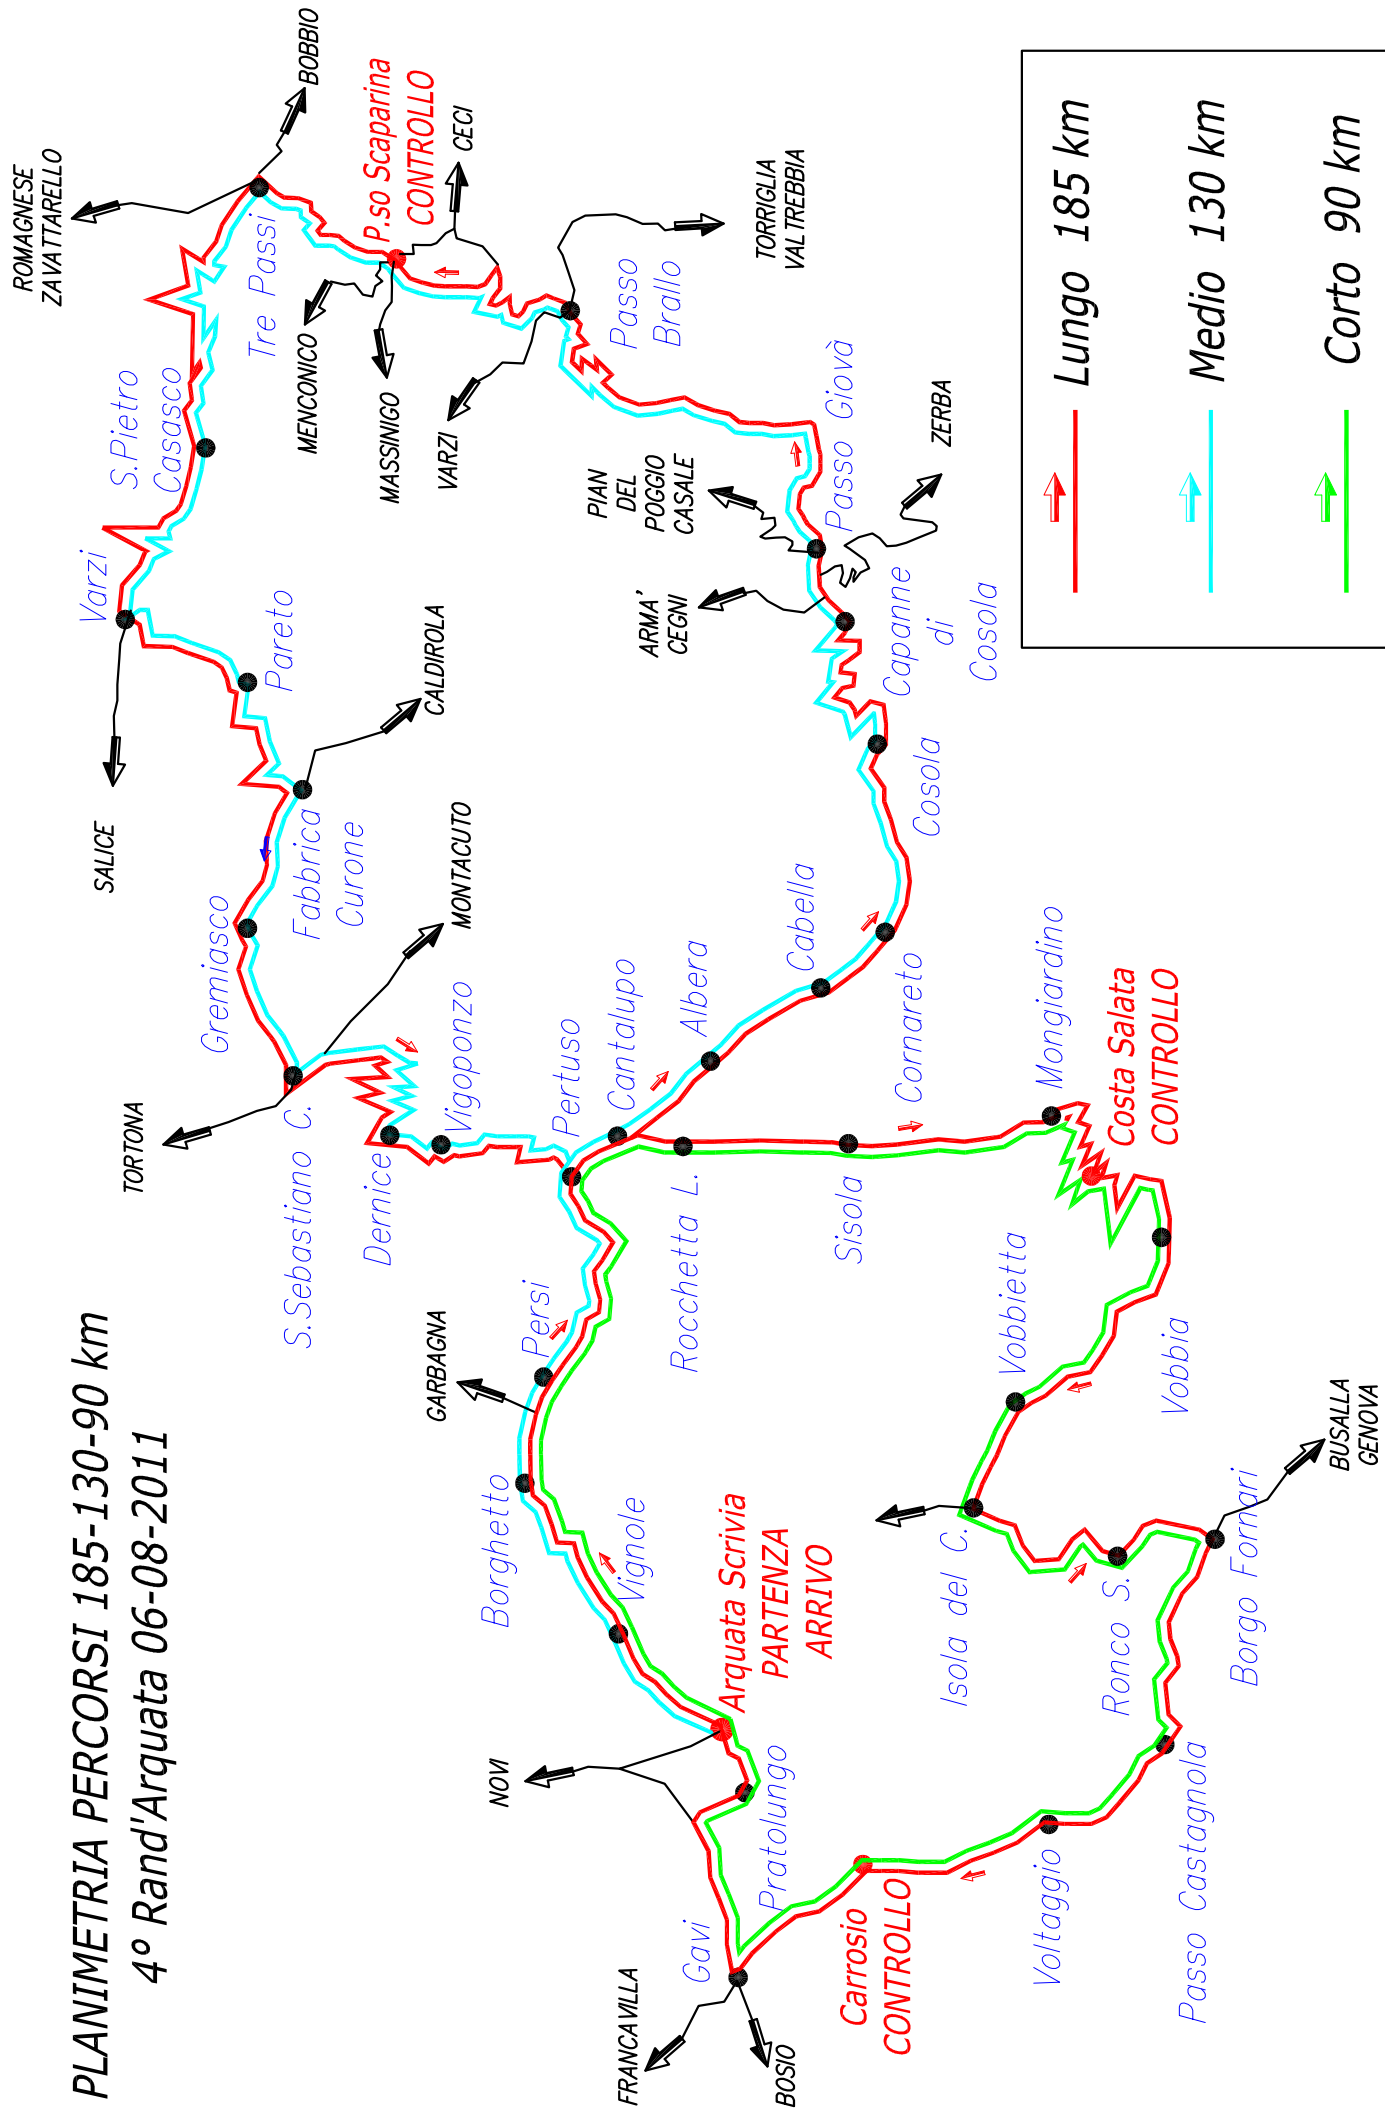 PLANIMETRIA PERCORSI 185-130-90 km
4° Rand'Arquata 06-08-2011
TORTONA
SALICE
ROMAGNESE
ZAVATTARELLO
BOBBIO
Varzi
S.Pietro
Casasco
Tre Passi
P.so Scaparina
CONTROLLO
CECI
MENCONICO
MASSINIGO
VARZI
Passo
Brallo
TORRIGLIA
VALTREBBIA
Gremiasco
Fabbrica
Curone
Pareto
CALDIROLA
MONTACUTO
S.Sebastiano C.
Dernice
Vigoponzo
Pertuso
Cantalupo
Albera
Cabella
Cornareto
Cosola
Capanne
di
Cosola
Passo Giovà
PIAN
DEL
POGGIO
CASALE
ARMA'
CEGNI
ZERBA
GARBAGNA
Persi
Borghetto
Vignole
Arquata Scrivia
PARTENZA
ARRIVO
NOVI
Pratolungo
Gavi
FRANCAVILLA
BOSIO
Carrosio
CONTROLLO
Voltaggio
Passo Castagnola
Borgo Fornari
Ronco S.
Isola del C.
BUSALLA
GENOVA
Vobbietta
Vobbia
Rocchetta L.
Sisola
Mongiardino
Costa Salata
CONTROLLO
Lungo 185 km
Medio 130 km
Corto 90 km